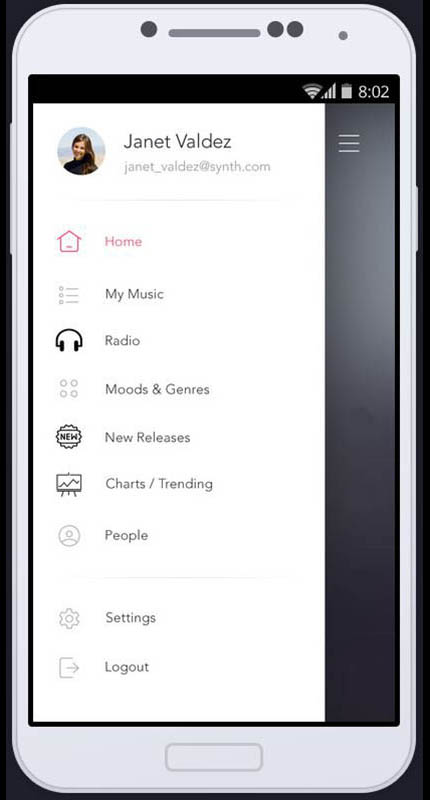 8:02
Janet Valdez
janet_valdez@synth.com
Home
My Music
Radio
Moods & Genres
NEW
New Releases
Charts / Trending
People
Settings
Logout